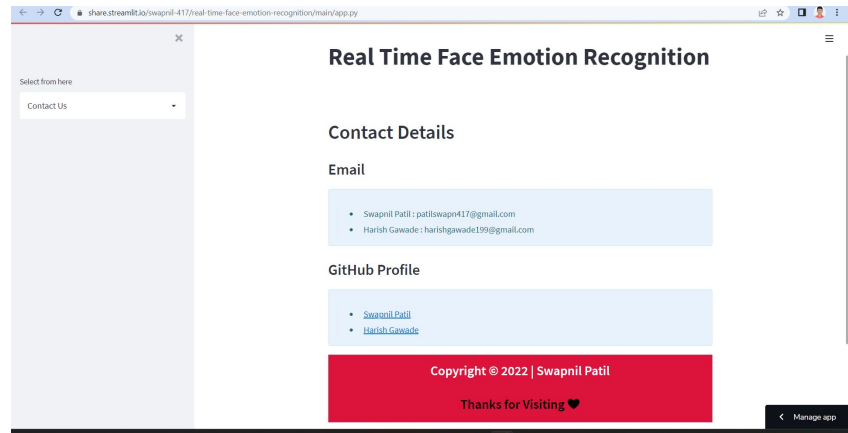 share.streamlit.io/swapnil-417/real-time-face-emotion-recognition/main/app.py
Select from here
Contact Us
Real Time Face Emotion Recognition
Contact Details
Email
Swapnil Patil : patilswapn417@gmail.com
Harish Gawade : harishgawade199@gmail.com
GitHub Profile
Swapnil Patil
Harish Gawade
Copyright © 2022 | Swapnil Patil
Thanks for Visiting 🖤
Manage app